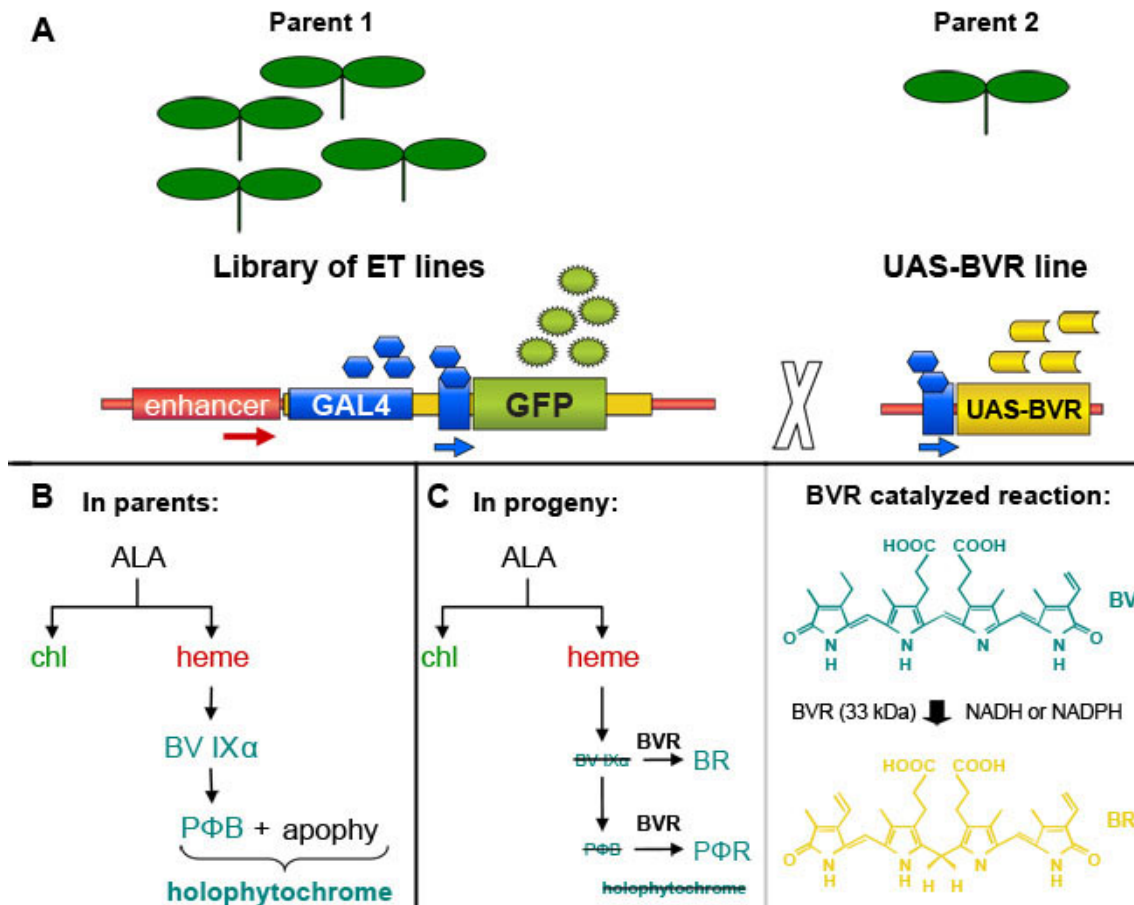 A
Parent 1
Parent 2
Library of ET lines
UAS-BVR line
enhancer
GAL4
GFP
X
UAS-BVR
B
In parents:
ALA
chl
heme
BV IXα
PΦB + apophy
holophytochrome
C
In progeny:
ALA
chl
heme
BV IXα
BVR
BR
PΦB
BVR
PΦR
holophytochrome
BVR catalyzed reaction:
HOOC COOH
BV
O N N N N O
H H H
BVR (33 kDa) NADH or NADPH
HOOC COOH
BR
O N N N N O
H H H H H